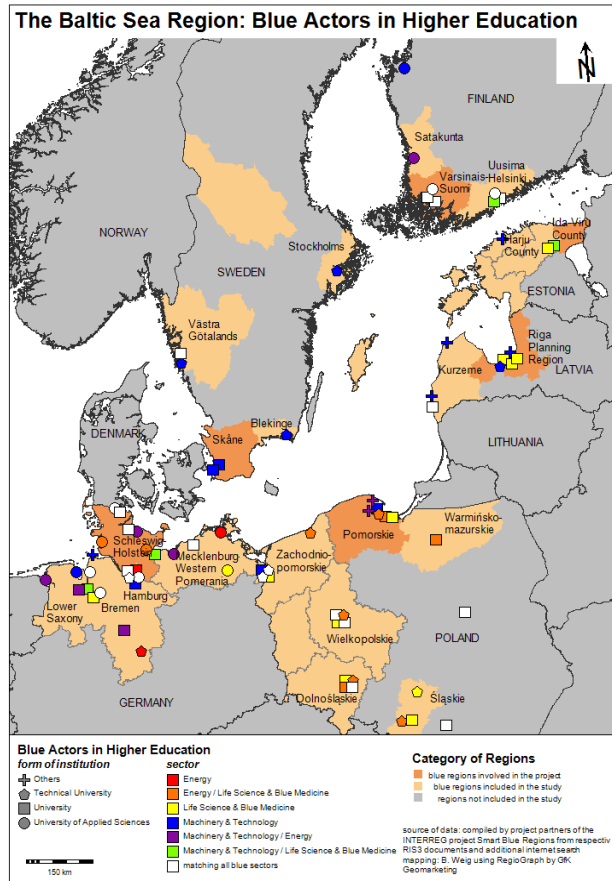 The Baltic Sea Region: Blue Actors in Higher Education
N
FINLAND
Satakunta
Uusima
Helsinki
Varsinais-
Suomi
NORWAY
Ida-Viru
County
Harju
County
Stockholms
SWEDEN
ESTONIA
Västra
Götalands
Riga
Planning
Region
Kurzeme
LATVIA
Blekinge
DENMARK
Skåne
LITHUANIA
Schleswig
Holstein
Pomorskie
Warmińsko-
mazurskie
Mecklenburg
Western
Pomerania
Zachodnio-
pomorskie
Hamburg
Lower
Saxony
Bremen
Wielkopolskie
POLAND
GERMANY
Dolnośląskie
Śląskie
Blue Actors in Higher Education
form of institution
Others
Technical University
University
University of Applied Sciences
150 km
sector
Energy
Energy / Life Science & Blue Medicine
Life Science & Blue Medicine
Machinery & Technology
Machinery & Technology / Energy
Machinery & Technology / Life Science & Blue Medicine
matching all blue sectors
Category of Regions
blue regions involved in the project
blue regions included in the study
regions not included in the study
source of data: compiled by project partners of the
INTERREG project Smart Blue Regions from respectiv
RIS3 documents and additional internetsearch
mapping: B. Weig using RegioGraph by GfK
Geomarketing